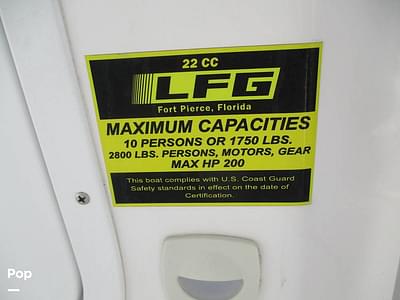 22 CC
LFG
Fort Pierce, Florida
MAXIMUM CAPACITIES
10 PERSONS OR 1750 LBS.
2800 LBS. PERSONS, MOTORS, GEAR
MAX HP 200
This boat complies with U.S. Coast Guard
Safety standards in effect on the date of
Certification.
Pop